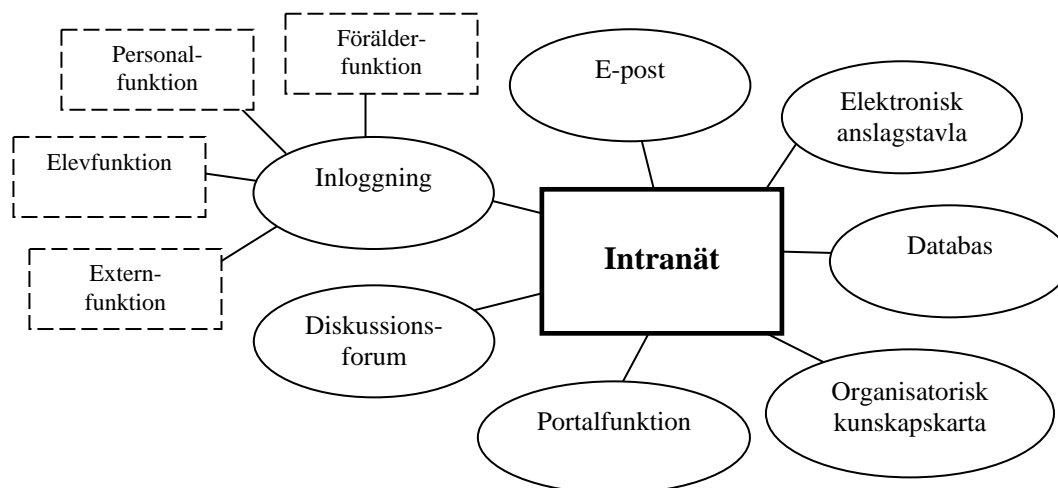 Personal-
funktion
Förälder-
funktion
E-post
Elektronisk
anslagstavla
Elevfunktion
Inloggning
Intranät
Databas
Extern-
funktion
Diskussions-
forum
Portalfunktion
Organisatorisk
kunskapskarta